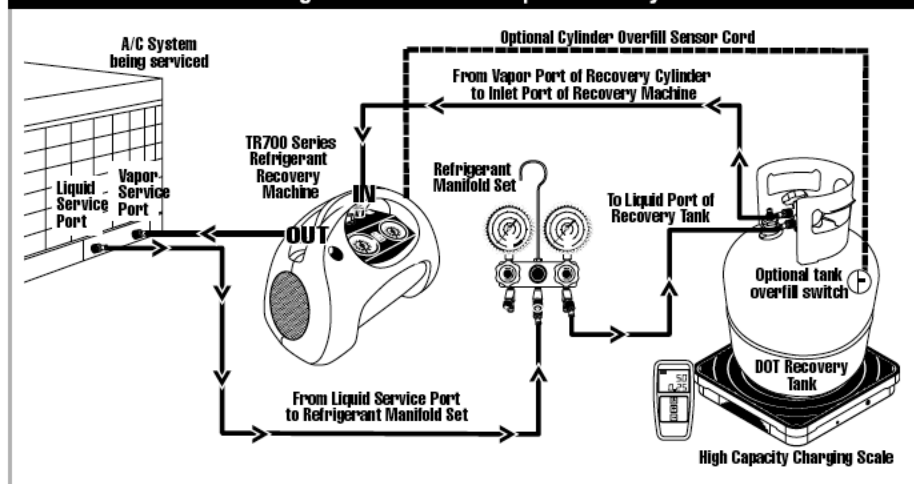 Optional Cylinder Overfill Sensor Cord
A/C System
being serviced
From Vapor Port of Recovery Cylinder
to Inlet Port of Recovery Machine
TR700 Series
Refrigerant
Recovery
Machine
Refrigerant
Manifold Set
Liquid
Service
Port
Vapor
Service
Port
IN
OUT
To Liquid Port of
Recovery Tank
Optional tank
overfill switch
DOT Recovery
Tank
50
0.25
From Liquid Service Port
to Refrigerant Manifold Set
High Capacity Charging Scale